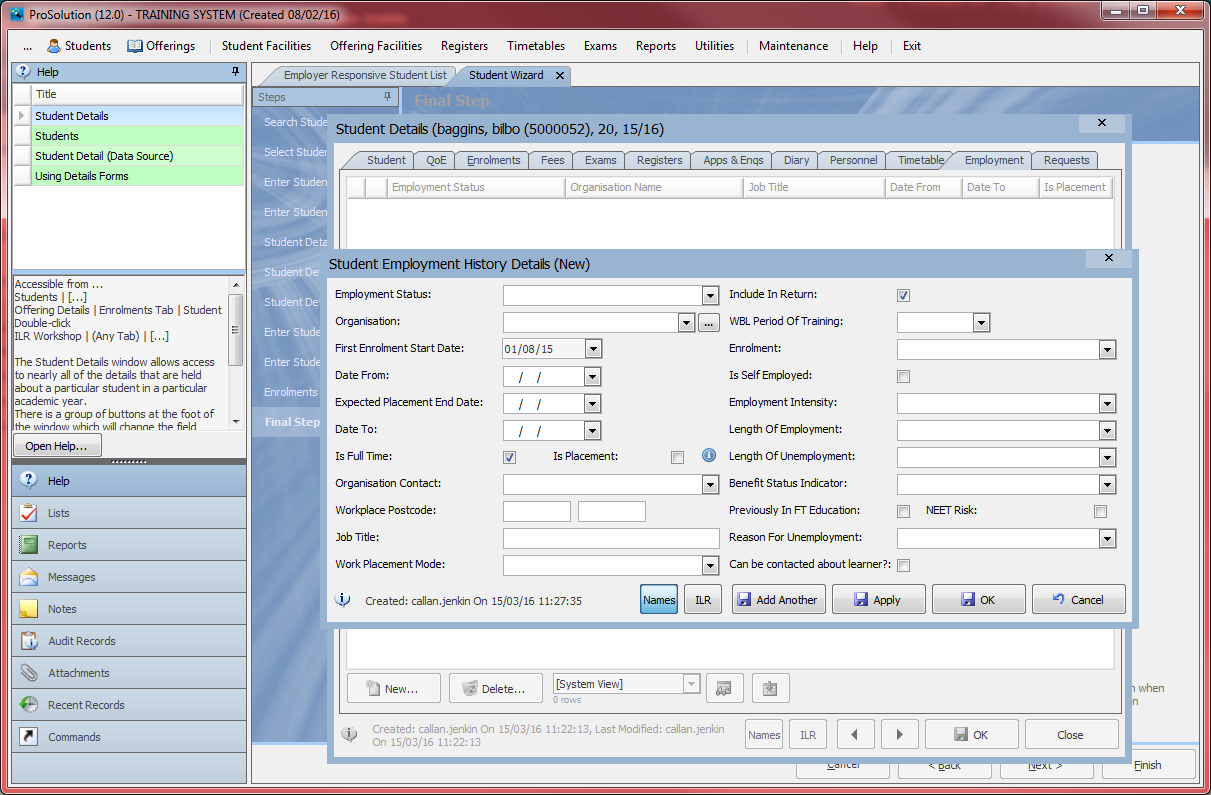 ProSolution (12.0) - TRAINING SYSTEM (Created 08/02/16)
... Students Offerings Student Facilities Offering Facilities Registers Timetables Exams Reports Utilities Maintenance Help Exit
Help
Title
Student Details
Students
Student Detail (Data Source)
Using Details Forms
Accessible from ...
Students | [...]
Offering Details | Enrolments Tab | Student
Double-click
ILR Workshop | (Any Tab) | [...]
The Student Details window allows access
to nearly all of the details that are held
about a particular student in a particular
academic year.
There is a group of buttons at the foot of
the window which will change the field
Open Help...
Help
Lists
Reports
Messages
Notes
Audit Records
Attachments
Recent Records
Commands
Employer Responsive Student List Student Wizard
Steps
Final Step
Search Stude
Select Studen
Enter Studen
Enter Studen
Student Deta
Student Det
Student Det
Enter Stude
Enter Stude
Enrolments
Final Step
Student Details (baggins, bilbo (5000052), 20, 15/16)
Student QoE Enrolments Fees Exams Registers Apps & Enqs Diary Personnel Timetable Employment Requests
Employment Status Organisation Name Job Title Date From Date To Is Placement
Student Employment History Details (New)
Employment Status: Include In Return:
Organisation: ... WBL Period Of Training:
First Enrolment Start Date: 01/08/15 Enrolment:
Date From: / / Is Self Employed:
Expected Placement End Date: / / Employment Intensity:
Date To: / / Length Of Employment:
Is Full Time: Is Placement: Length Of Unemployment:
Organisation Contact: Benefit Status Indicator:
Workplace Postcode: Previously In FT Education: NEET Risk:
Job Title: Reason For Unemployment:
Work Placement Mode: Can be contacted about learner?:
Created: callan.jenkin On 15/03/16 11:27:35 Names ILR Add Another Apply OK Cancel
New... Delete... [System View]
0 rows
n when
n
Created: callan.jenkin On 15/03/16 11:22:13, Last Modified: callan.jenkin
On 15/03/16 11:22:13
Names ILR OK Close
Cancel < Back Next > Finish